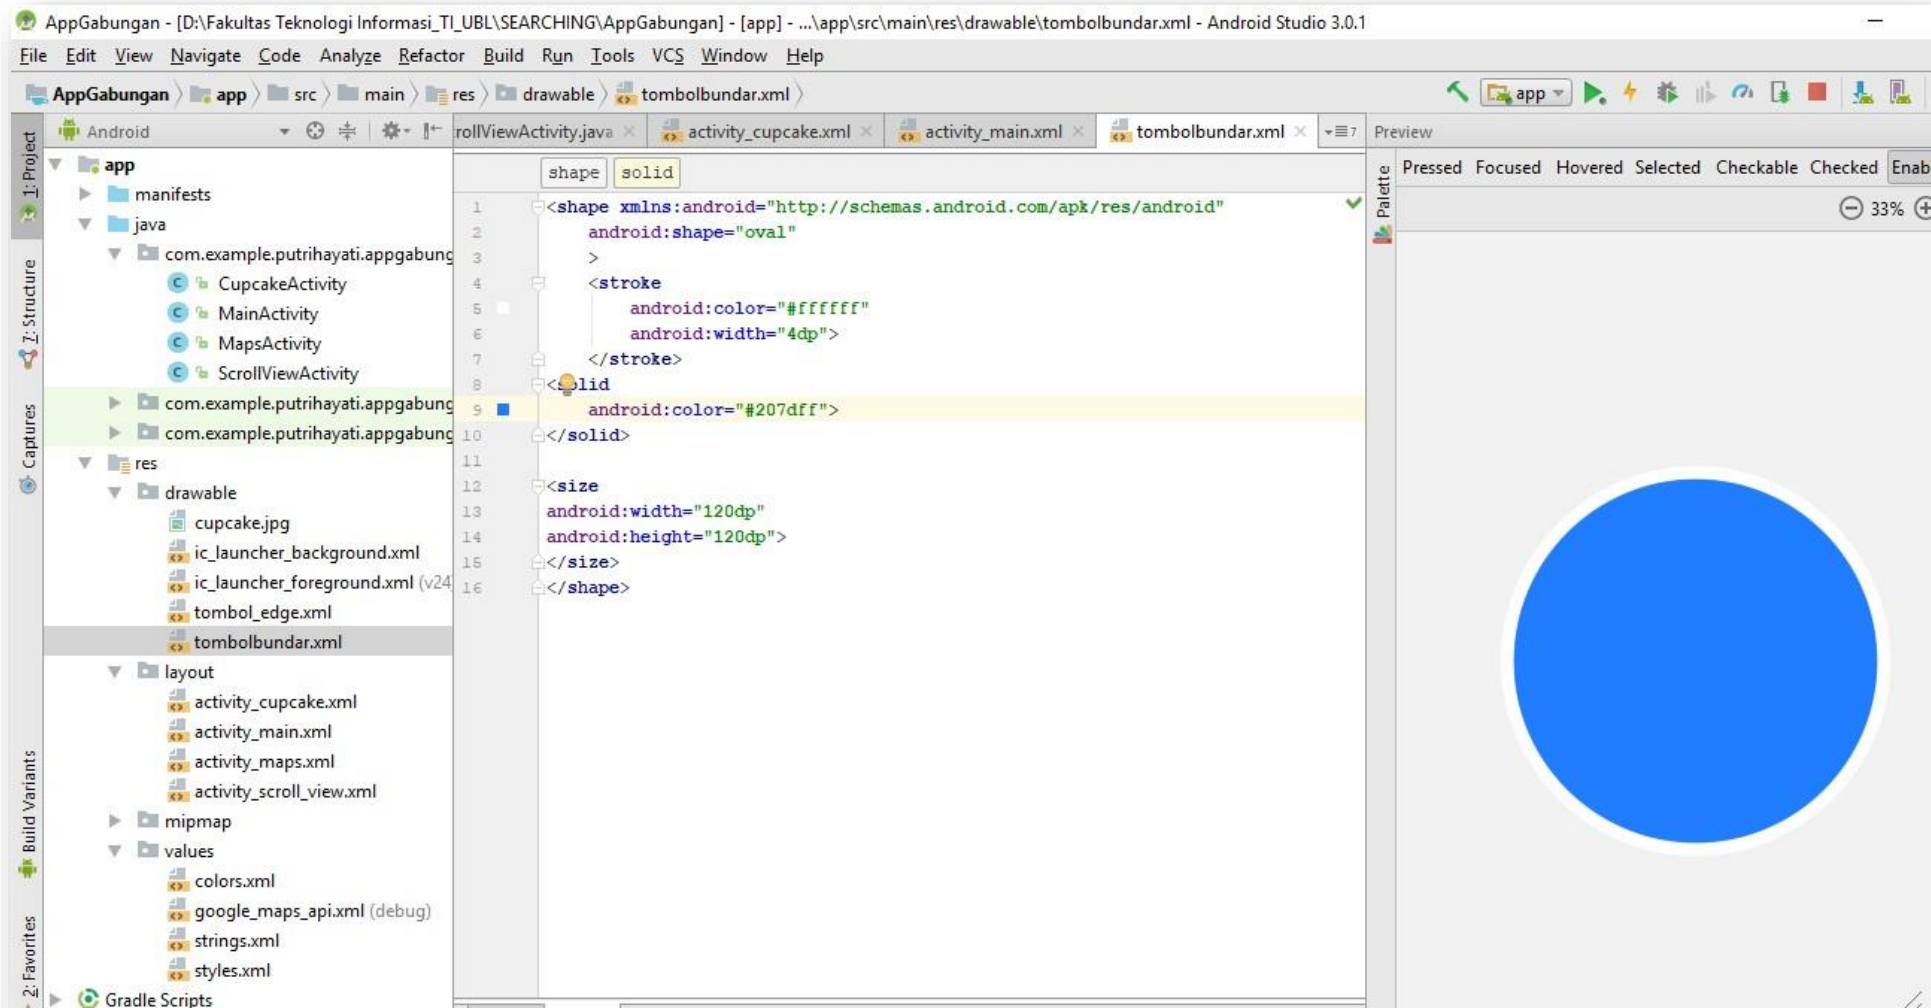 AppGabungan - [D:\Fakultas Teknologi Informasi_TI_UBL\SEARCHING\AppGabungan] - [app] - ...\app\src\main\res\drawable\tombolbundar.xml - Android Studio 3.0.1
File Edit View Navigate Code Analyze Refactor Build Run Tools VCS Window Help
AppGabungan app src main res drawable tombolbundar.xml
app
1: Project
7: Structure
Captures
Build Variants
2: Favorites
Android
app
manifests
java
com.example.putrihayati.appgabung
CupcakeActivity
MainActivity
MapsActivity
ScrollViewActivity
com.example.putrihayati.appgabung
com.example.putrihayati.appgabung
res
drawable
cupcake.jpg
ic_launcher_background.xml
ic_launcher_foreground.xml (v24
tombol_edge.xml
tombolbundar.xml
layout
activity_cupcake.xml
activity_main.xml
activity_maps.xml
activity_scroll_view.xml
mipmap
values
colors.xml
google_maps_api.xml (debug)
strings.xml
styles.xml
Gradle Scripts
rollViewActivity.java activity_cupcake.xml activity_main.xml tombolbundar.xml 7
shape solid
1 <shape xmlns:android="http://schemas.android.com/apk/res/android"
2 android:shape="oval"
3 >
4 <stroke
5 android:color="#ffffff"
6 android:width="4dp">
7 </stroke>
8 <solid
9 android:color="#207dff">
10 </solid>
11
12 <size
13 android:width="120dp"
14 android:height="120dp">
15 </size>
16 </shape>
Preview
Palette
Pressed Focused Hovered Selected Checkable Checked Enab
33%